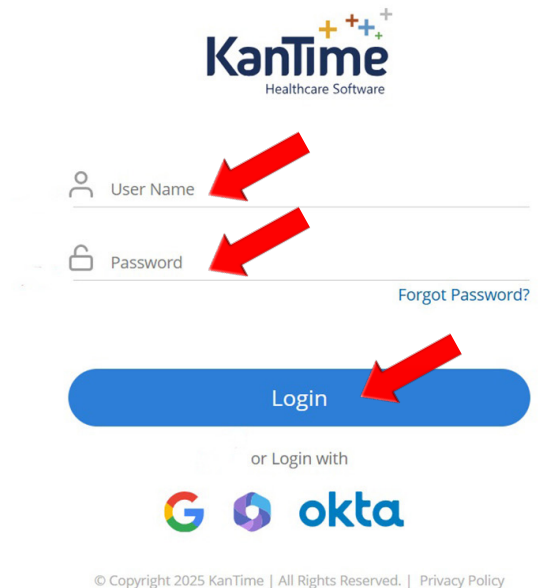 KanTime
Healthcare Software
User Name
Password
Forgot Password?
Login
or Login with
G
okta
© Copyright 2025 KanTime | All Rights Reserved. | Privacy Policy